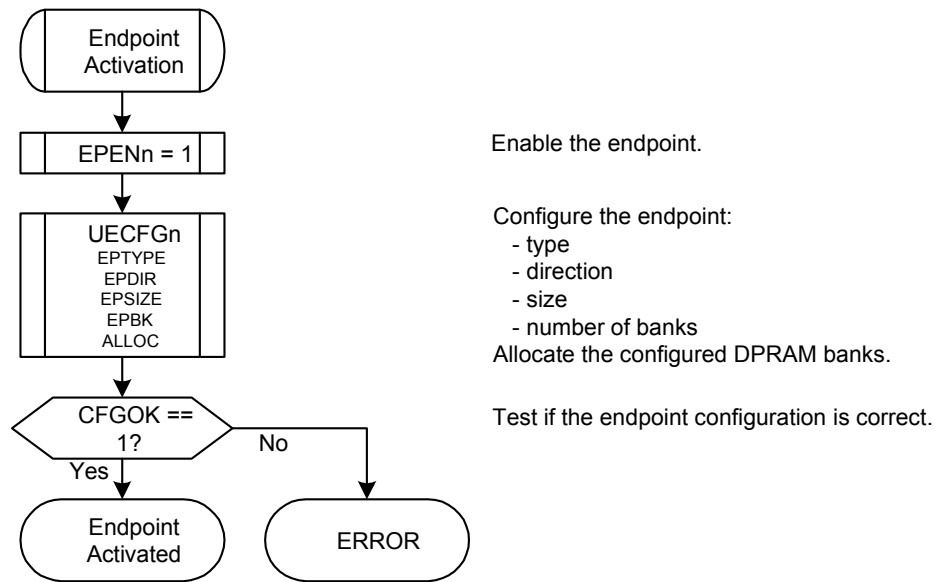 Endpoint
Activation
EPENn = 1
Enable the endpoint.
UECFGn
EPTYPE
EPDIR
EPSIZE
EPBK
ALLOC
Configure the endpoint:
- type
- direction
- size
- number of banks
Allocate the configured DPRAM banks.
CFGOK ==
1?
Test if the endpoint configuration is correct.
No
Yes
Endpoint
Activated
ERROR